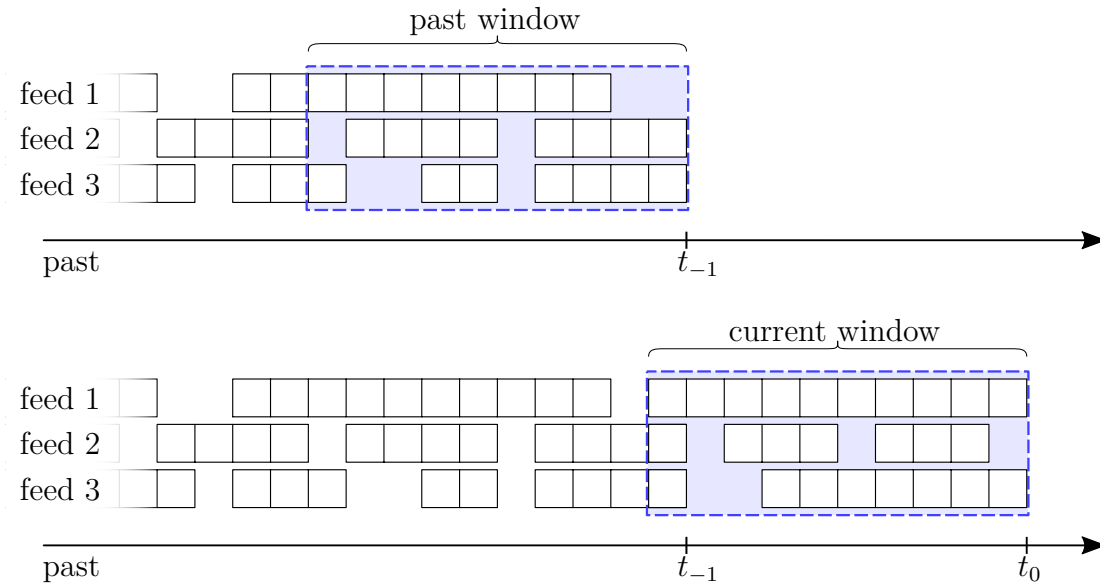 past window
feed 1
feed 2
feed 3
past
t₋₁
current window
feed 1
feed 2
feed 3
past
t₋₁
t₀